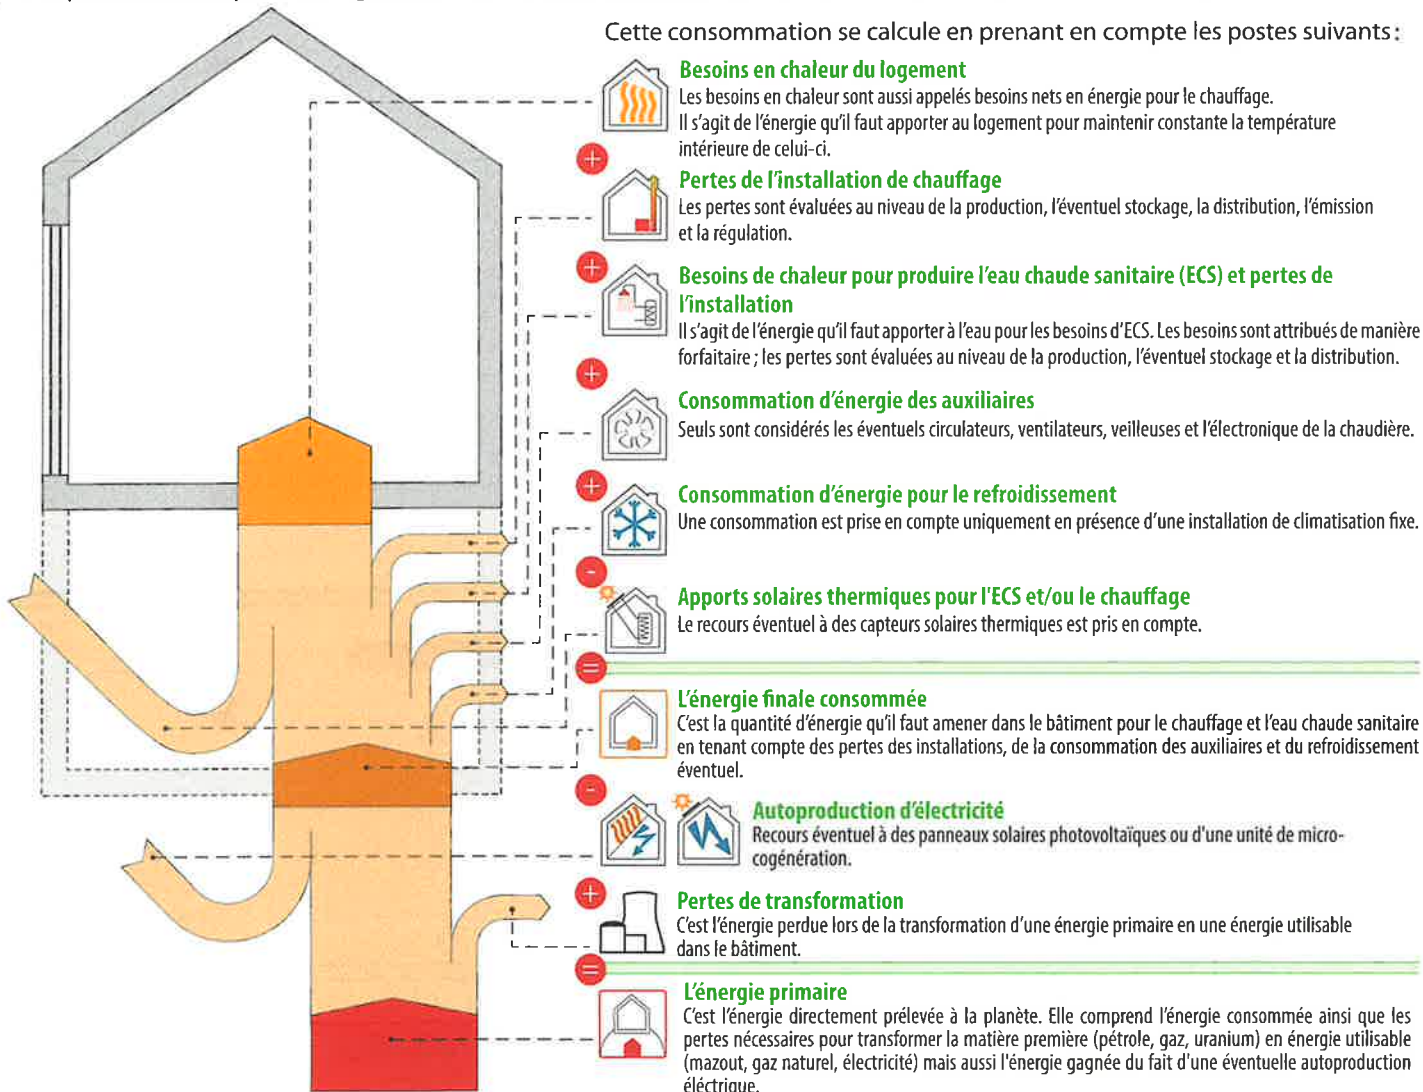 Cette consommation se calcule en prenant en compte les postes suivants :
Besoins en chaleur du logement
Les besoins en chaleur sont aussi appelés besoins nets en énergie pour le chauffage.
Il s'agit de l'énergie qu'il faut apporter au logement pour maintenir constante la température
intérieure de celui-ci.
+
Pertes de l'installation de chauffage
Les pertes sont évaluées au niveau de la production, l'éventuel stockage, la distribution, l'émission
et la régulation.
+
Besoins de chaleur pour produire l'eau chaude sanitaire (ECS) et pertes de
l'installation
Il s'agit de l'énergie qu'il faut apporter à l'eau pour les besoins d'ECS. Les besoins sont attribués de manière
forfaitaire ; les pertes sont évaluées au niveau de la production, l'éventuel stockage et la distribution.
+
Consommation d'énergie des auxiliaires
Seuls sont considérés les éventuels circulateurs, ventilateurs, veilleuses et l'électronique de la chaudière.
+
Consommation d'énergie pour le refroidissement
Une consommation est prise en compte uniquement en présence d'une installation de climatisation fixe.
-
Apports solaires thermiques pour l'ECS et/ou le chauffage
Le recours éventuel à des capteurs solaires thermiques est pris en compte.
=
L'énergie finale consommée
C'est la quantité d'énergie qu'il faut amener dans le bâtiment pour le chauffage et l'eau chaude sanitaire
en tenant compte des pertes des installations, de la consommation des auxiliaires et du refroidissement
éventuel.
-
Autoproduction d'électricité
Recours éventuel à des panneaux solaires photovoltaïques ou d'une unité de micro-
cogénération.
+
Pertes de transformation
C'est l'énergie perdue lors de la transformation d'une énergie primaire en une énergie utilisable
dans le bâtiment.
=
L'énergie primaire
C'est l'énergie directement prélevée à la planète. Elle comprend l'énergie consommée ainsi que les
pertes nécessaires pour transformer la matière première (pétrole, gaz, uranium) en énergie utilisable
(mazout, gaz naturel, électricité) mais aussi l'énergie gagnée du fait d'une éventuelle autoproduction
éléctrique.